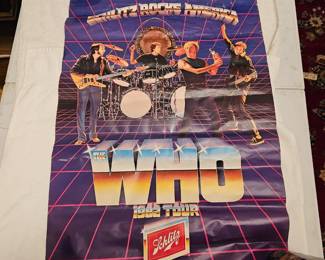 SCHLITZ ROCKS AMERICA
THE
WHO
1982 TOUR
Schlitz